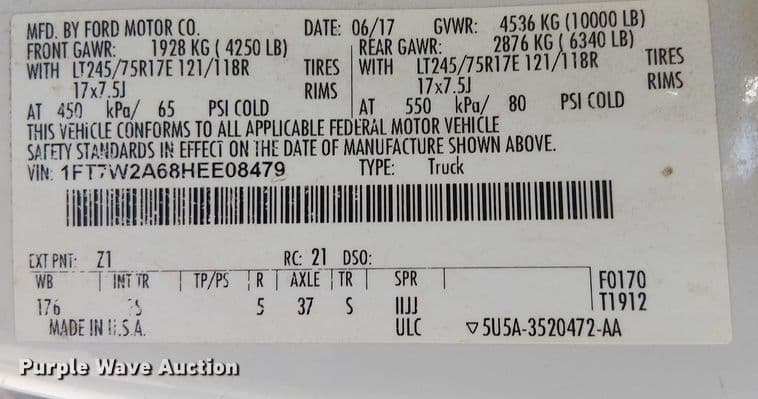 MFD. BY FORD MOTOR CO. DATE: 06/17 GVWR: 4536 KG (10000 LB)
FRONT GAWR: 1928 KG ( 4250 LB) REAR GAWR: 2876 KG ( 6340 LB)
WITH LT245/75R17E 121/118R TIRES WITH LT245/75R17E 121/118R TIRES
17x7.5J RIMS 17x7.5J RIMS
AT 450 kPa/ 65 PSI COLD AT 550 kPa/ 80 PSI COLD
THIS VEHICLE CONFORMS TO ALL APPLICABLE FEDERAL MOTOR VEHICLE
SAFETY STANDARDS IN EFFECT ON THE DATE OF MANUFACTURE SHOWN ABOVE.
VIN: 1FT7W2A68HEE08479 TYPE: Truck
EXT PNT: Z1 RC: 21 DSO:
WB INT TR TP/PS R AXLE TR SPR F0170
176 S 5 37 S IIJJ T1912
MADE IN U.S.A. ULC ▽5U5A-3520472-AA
Purple Wave Auction